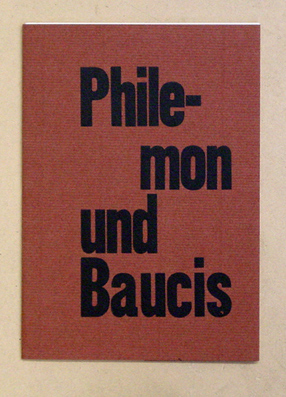 Phile-
mon
und
Baucis